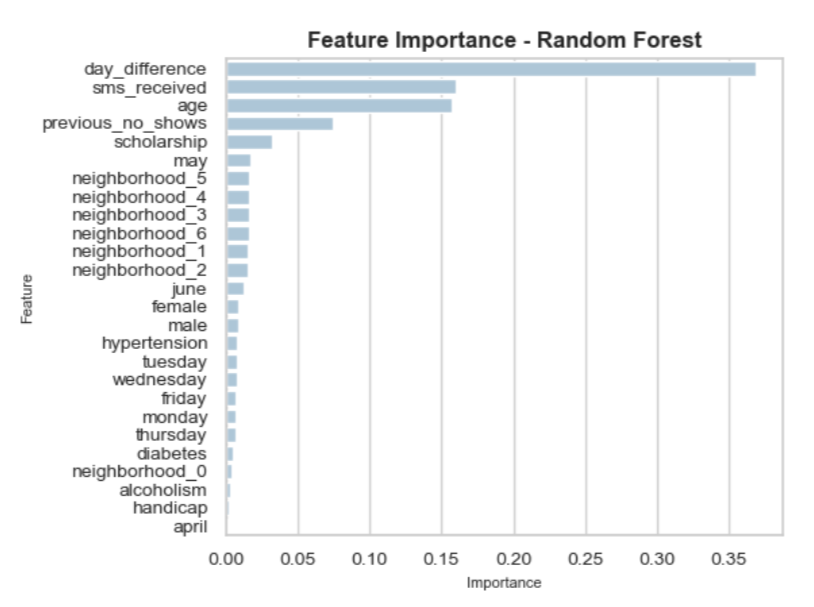 Feature Importance - Random Forest
day_difference
sms_received
age
previous_no_shows
scholarship
may
neighborhood_5
neighborhood_4
neighborhood_3
neighborhood_6
neighborhood_1
neighborhood_2
june
female
male
hypertension
tuesday
wednesday
friday
monday
thursday
diabetes
neighborhood_0
alcoholism
handicap
april
Feature
0.00 0.05 0.10 0.15 0.20 0.25 0.30 0.35
Importance